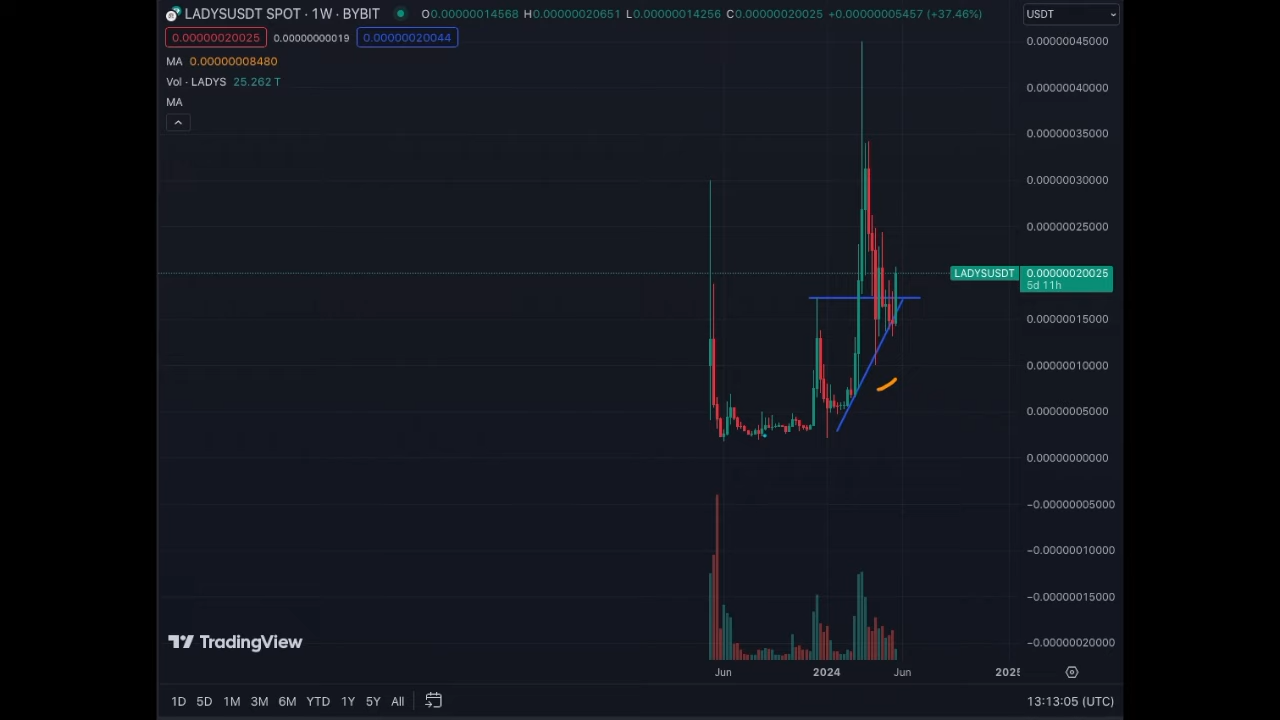 LADYSUSDT SPOT · 1W · BYBIT O0.00000014568 H0.00000020651 L0.00000014256 C0.00000020025 +0.00000005457 (+37.46%) USDT
0.00000020025 0.00000000019 0.00000020044
MA 0.00000008480
Vol · LADYS 25.262 T
MA
0.00000045000
0.00000040000
0.00000035000
0.00000030000
0.00000025000
LADYSUSDT 0.00000020025
5d 11h
0.00000015000
0.00000010000
0.00000005000
0.00000000000
−0.00000005000
−0.00000010000
−0.00000015000
−0.00000020000
TradingView
Jun 2024 Jun 2025
1D 5D 1M 3M 6M YTD 1Y 5Y All 13:13:05 (UTC)